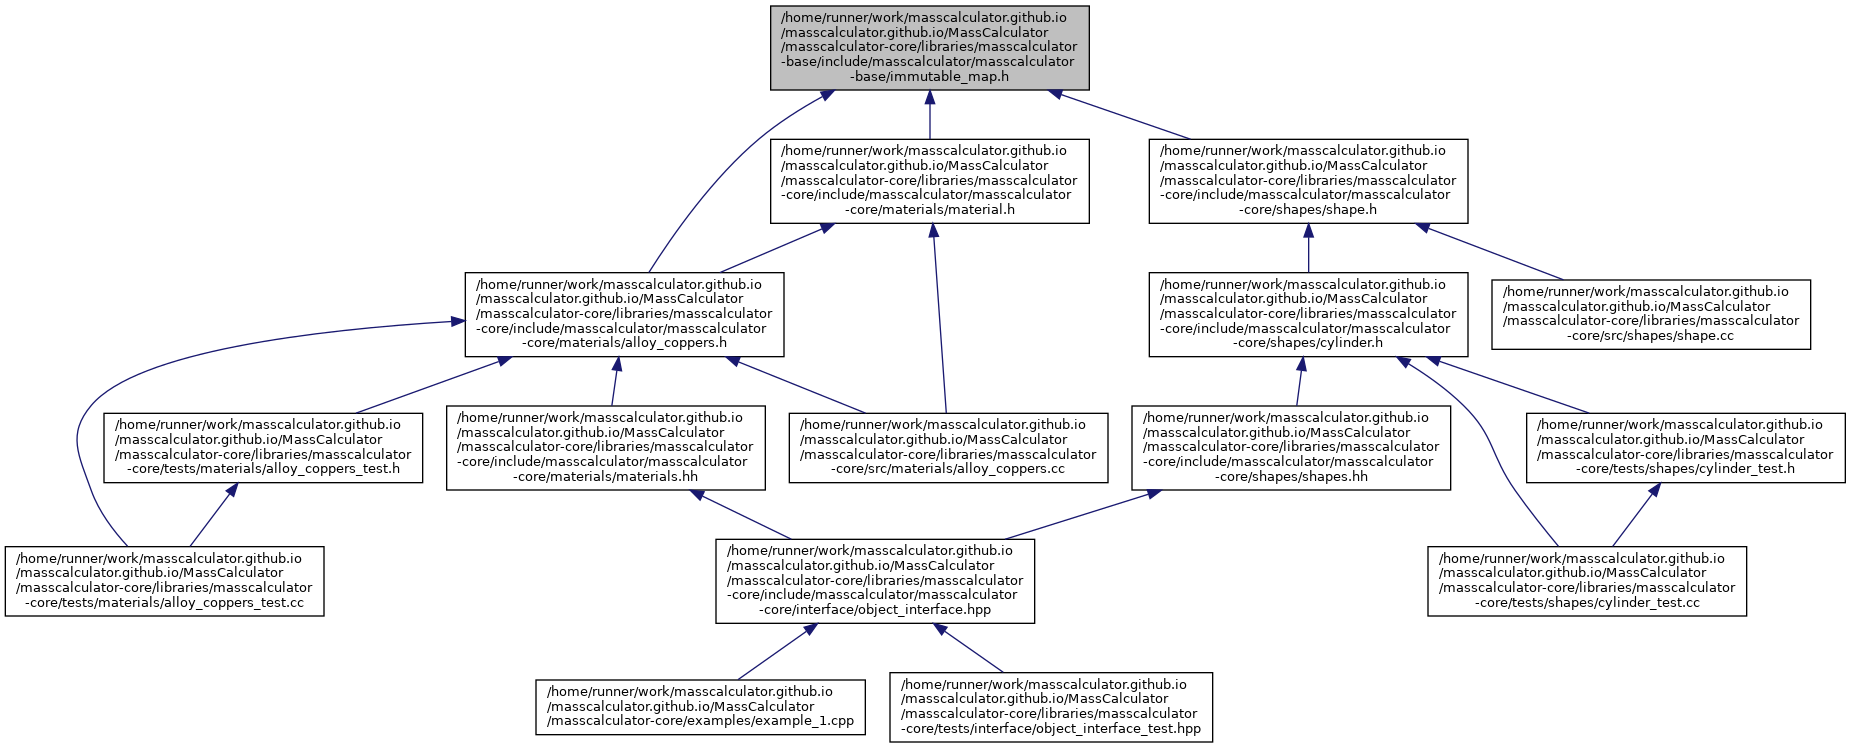 /home/runner/work/masscalculator.github.io
/masscalculator.github.io/MassCalculator
/masscalculator-core/libraries/masscalculator
-base/include/masscalculator/masscalculator
-base/immutable_map.h
/home/runner/work/masscalculator.github.io
/masscalculator.github.io/MassCalculator
/masscalculator-core/libraries/masscalculator
-core/include/masscalculator/masscalculator
-core/materials/material.h
/home/runner/work/masscalculator.github.io
/masscalculator.github.io/MassCalculator
/masscalculator-core/libraries/masscalculator
-core/include/masscalculator/masscalculator
-core/shapes/shape.h
/home/runner/work/masscalculator.github.io
/masscalculator.github.io/MassCalculator
/masscalculator-core/libraries/masscalculator
-core/include/masscalculator/masscalculator
-core/materials/alloy_coppers.h
/home/runner/work/masscalculator.github.io
/masscalculator.github.io/MassCalculator
/masscalculator-core/libraries/masscalculator
-core/include/masscalculator/masscalculator
-core/shapes/cylinder.h
/home/runner/work/masscalculator.github.io
/masscalculator.github.io/MassCalculator
/masscalculator-core/libraries/masscalculator
-core/src/shapes/shape.cc
/home/runner/work/masscalculator.github.io
/masscalculator.github.io/MassCalculator
/masscalculator-core/libraries/masscalculator
-core/tests/materials/alloy_coppers_test.h
/home/runner/work/masscalculator.github.io
/masscalculator.github.io/MassCalculator
/masscalculator-core/libraries/masscalculator
-core/include/masscalculator/masscalculator
-core/materials/materials.hh
/home/runner/work/masscalculator.github.io
/masscalculator.github.io/MassCalculator
/masscalculator-core/libraries/masscalculator
-core/src/materials/alloy_coppers.cc
/home/runner/work/masscalculator.github.io
/masscalculator.github.io/MassCalculator
/masscalculator-core/libraries/masscalculator
-core/include/masscalculator/masscalculator
-core/shapes/shapes.hh
/home/runner/work/masscalculator.github.io
/masscalculator.github.io/MassCalculator
/masscalculator-core/libraries/masscalculator
-core/tests/shapes/cylinder_test.h
/home/runner/work/masscalculator.github.io
/masscalculator.github.io/MassCalculator
/masscalculator-core/libraries/masscalculator
-core/tests/materials/alloy_coppers_test.cc
/home/runner/work/masscalculator.github.io
/masscalculator.github.io/MassCalculator
/masscalculator-core/libraries/masscalculator
-core/include/masscalculator/masscalculator
-core/interface/object_interface.hpp
/home/runner/work/masscalculator.github.io
/masscalculator.github.io/MassCalculator
/masscalculator-core/libraries/masscalculator
-core/tests/shapes/cylinder_test.cc
/home/runner/work/masscalculator.github.io
/masscalculator.github.io/MassCalculator
/masscalculator-core/examples/example_1.cpp
/home/runner/work/masscalculator.github.io
/masscalculator.github.io/MassCalculator
/masscalculator-core/libraries/masscalculator
-core/tests/interface/object_interface_test.hpp